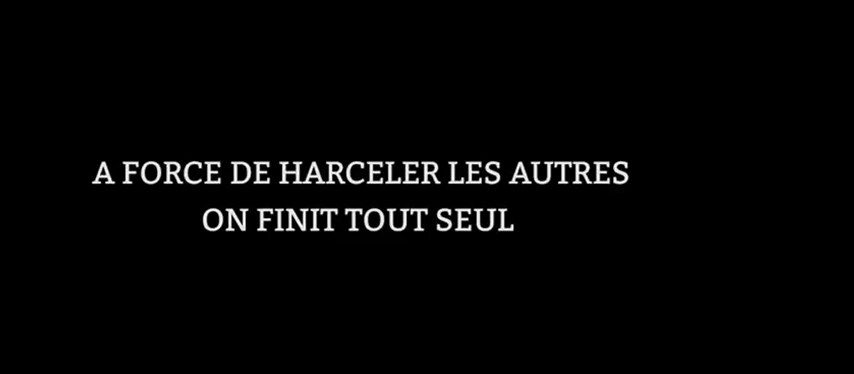 A FORCE DE HARCELER LES AUTRES
ON FINIT TOUT SEUL